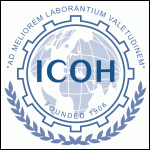 "AD MELIOREM LABORANTIUM VALETUDINEM"
ICOH
FOUNDED 1906